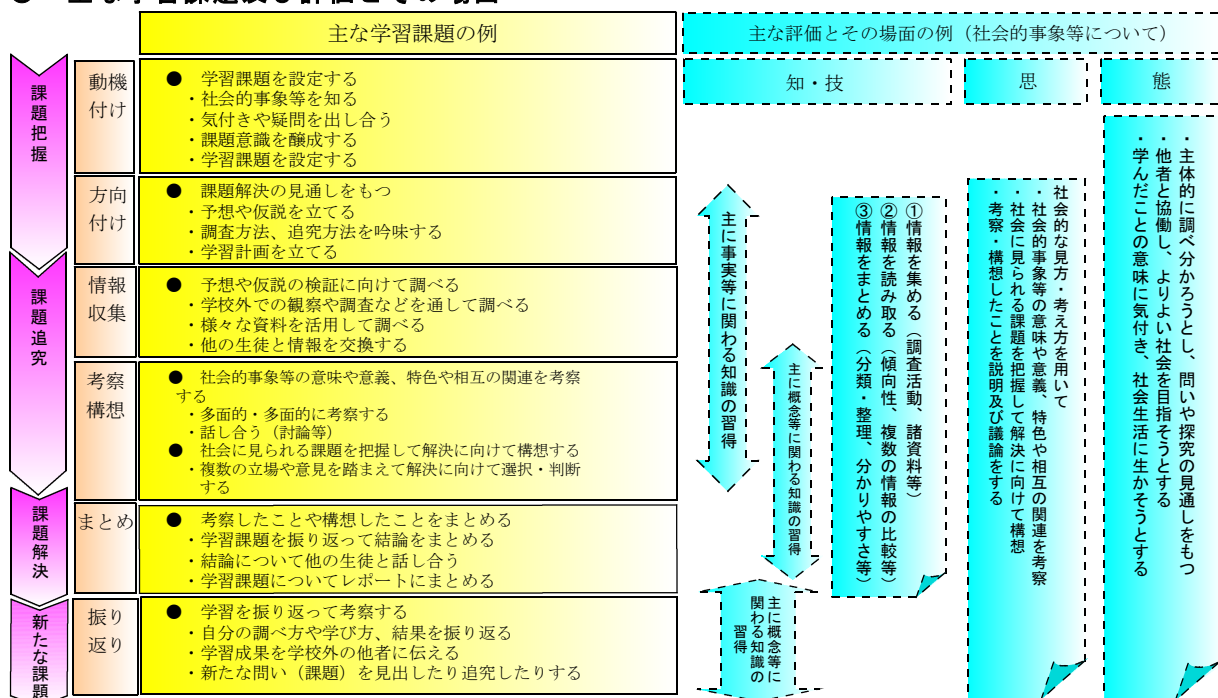 主な学習課題の例
主な評価とその場面の例（社会的事象等について）
知・技
思
態
課題把握
動機
付け
● 学習課題を設定する
・社会的事象等を知る
・気付きや疑問を出し合う
・課題意識を醸成する
・学習課題を設定する
方向
付け
● 課題解決の見通しをもつ
・予想や仮説を立てる
・調査方法、追究方法を吟味する
・学習計画を立てる
課題追究
情報
収集
● 予想や仮説の検証に向けて調べる
・学校外での観察や調査などを通して調べる
・様々な資料を活用して調べる
・他の生徒と情報を交換する
考察
構想
● 社会的事象等の意味や意義、特色や相互の関連を考察
する
・多面的・多面的に考察する
・話し合う（討論等）
● 社会に見られる課題を把握して解決に向けて構想する
・複数の立場や意見を踏まえて解決に向けて選択・判断
する
課題解決
まとめ
● 考察したことや構想したことをまとめる
・学習課題を振り返って結論をまとめる
・結論について他の生徒と話し合う
・学習課題についてレポートにまとめる
新たな課題
振り
返り
● 学習を振り返って考察する
・自分の調べ方や学び方、結果を振り返る
・学習成果を学校外の他者に伝える
・新たな問い（課題）を見出したり追究したりする
主に事実等に関わる知識の習得
主に概念等に関わる知識の習得
主に概念等に
関わる知識の
習得
①情報を集める（調査活動、諸資料等）
②情報を読み取る（傾向性、複数の情報の比較等）
③情報をまとめる（分類・整理、分かりやすさ等）
社会的な見方・考え方を用いて
・社会的事象等の意味や意義、特色や相互の関連を考察
・社会に見られる課題を把握して解決に向けて構想
・考察・構想したことを説明及び議論をする
・主体的に調べ分かろうとし、問いや探究の見通しをもつ
・他者と協働し、よりよい社会を目指そうとする
・学んだことの意味に気付き、社会生活に生かそうとする